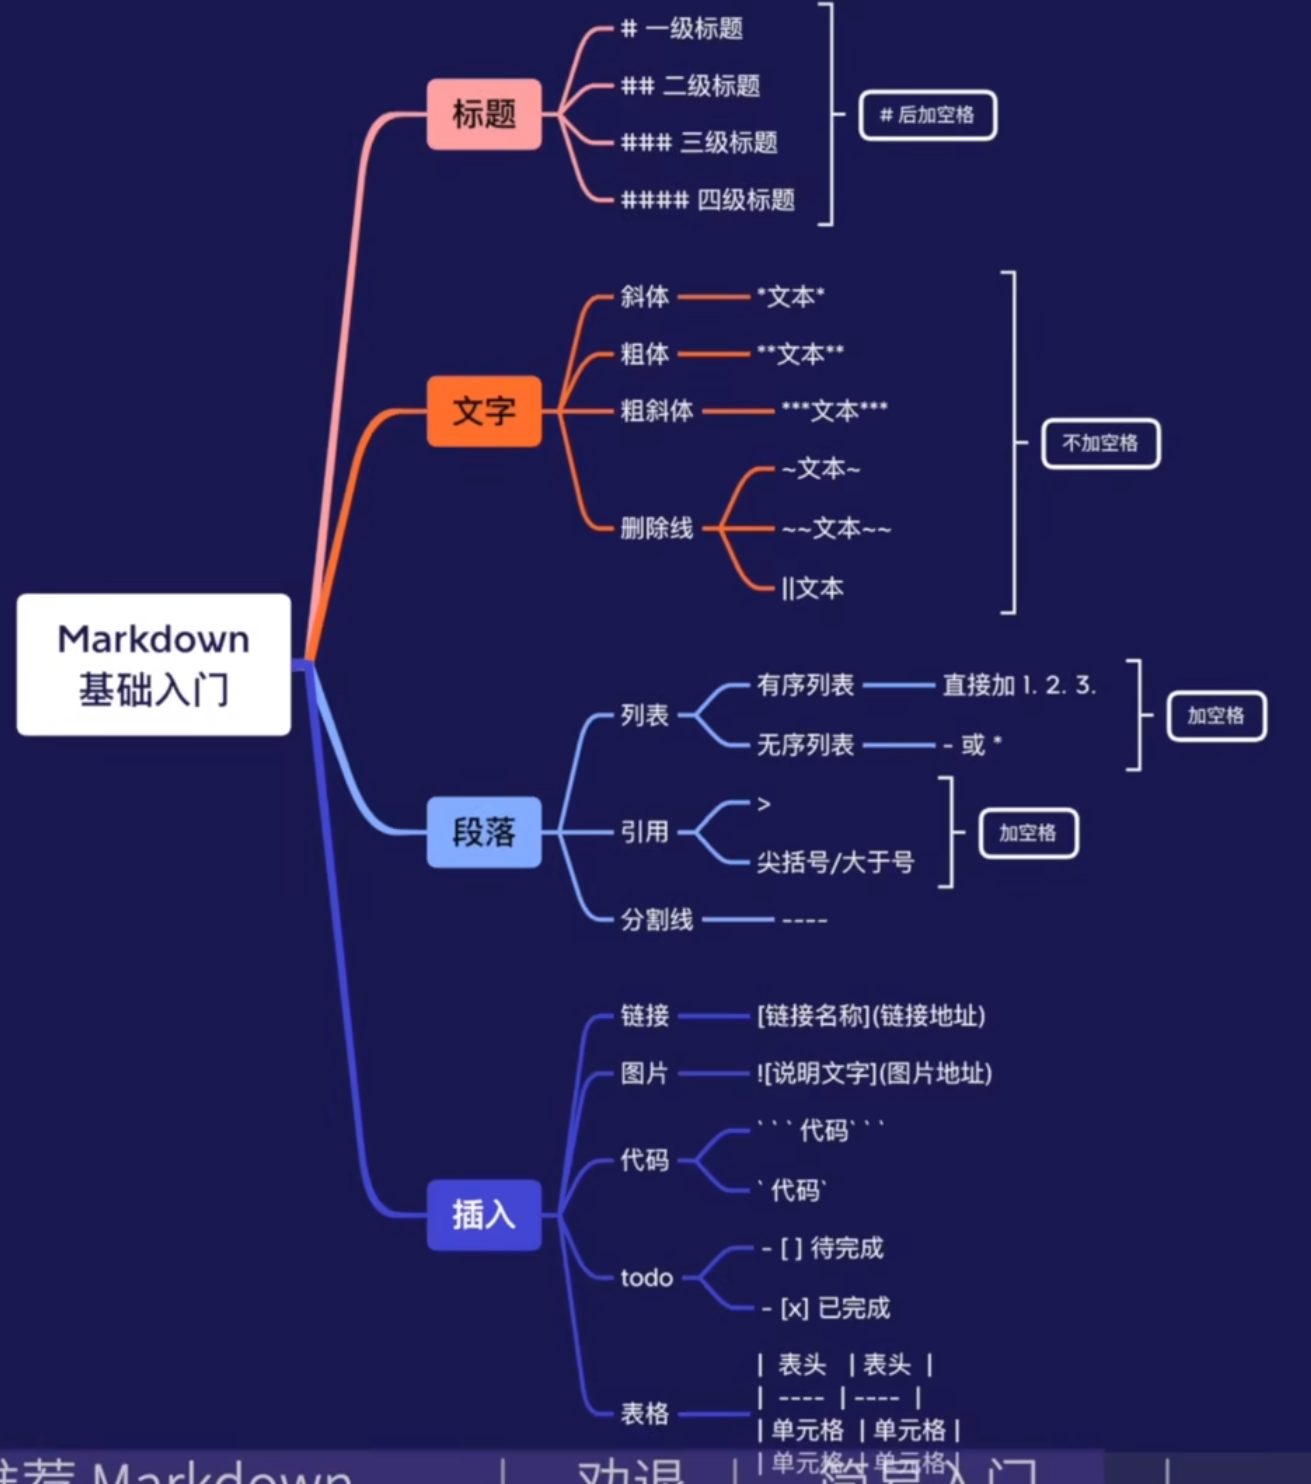 Markdown
基础入门
标题
# 一级标题
## 二级标题
### 三级标题
#### 四级标题
# 后加空格
文字
斜体
*文本*
粗体
**文本**
粗斜体
***文本***
删除线
~文本~
~~文本~~
||文本
不加空格
段落
列表
有序列表
直接加 1. 2. 3.
无序列表
- 或 *
加空格
引用
>
尖括号/大于号
加空格
分割线
----
插入
链接
[链接名称](链接地址)
图片
![说明文字](图片地址)
代码
` ` ` 代码` ` `
` 代码`
todo
- [ ] 待完成
- [x] 已完成
表格
| 表头 | 表头 |
| ---- | ---- |
| 单元格 | 单元格 |
| 单元格 | 单元格 |
荐 Markdown | 劝退 | 入门 |